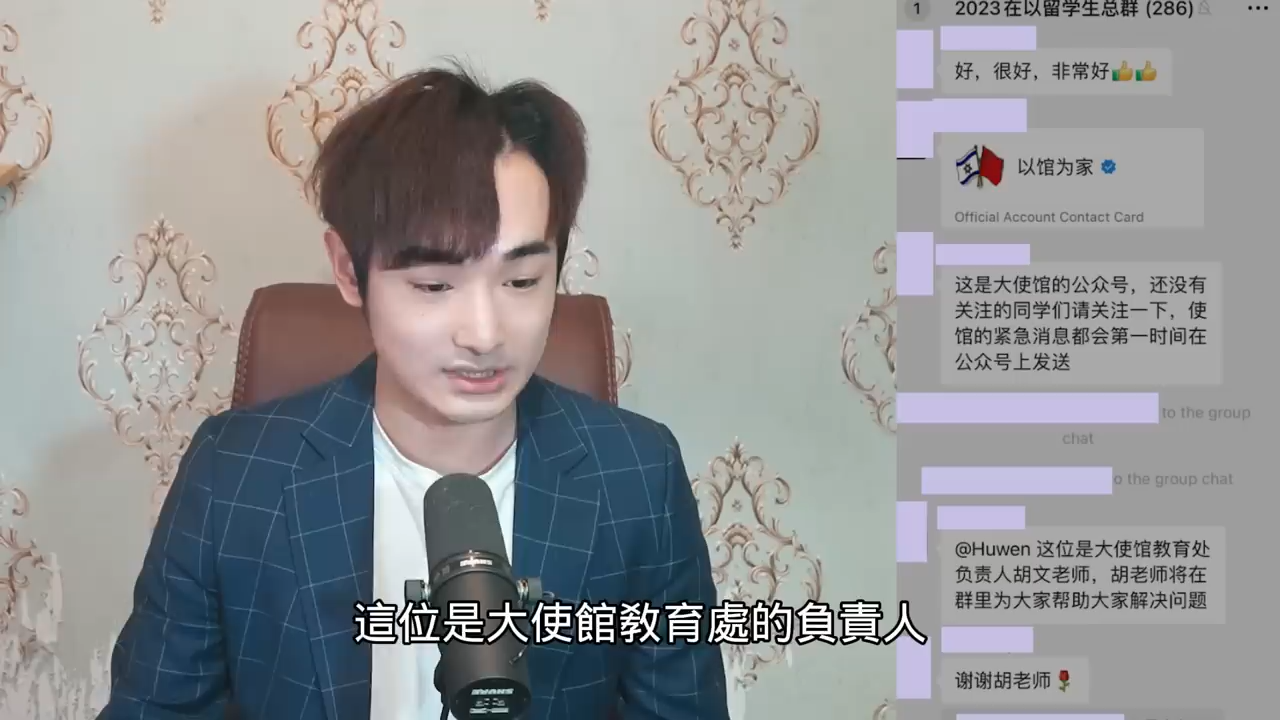 1
2023在以留学生总群 (286)
好，很好，非常好👍👍
以馆为家
Official Account Contact Card
这是大使馆的公众号，还没有
关注的同学们请关注一下，使
馆的紧急消息都会第一时间在
公众号上发送
to the group
chat
o the group chat
@Huwen 这位是大使馆教育处
负责人胡文老师，胡老师将在
群里为大家帮助大家解决问题
谢谢胡老师🌹
這位是大使館教育處的負責人
SHURE